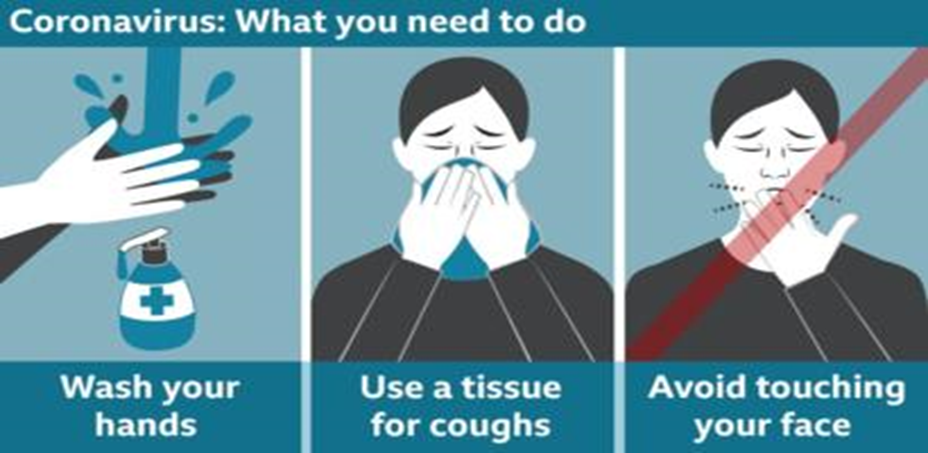 Coronavirus: What you need to do
Wash your
hands
Use a tissue
for coughs
Avoid touching
your face